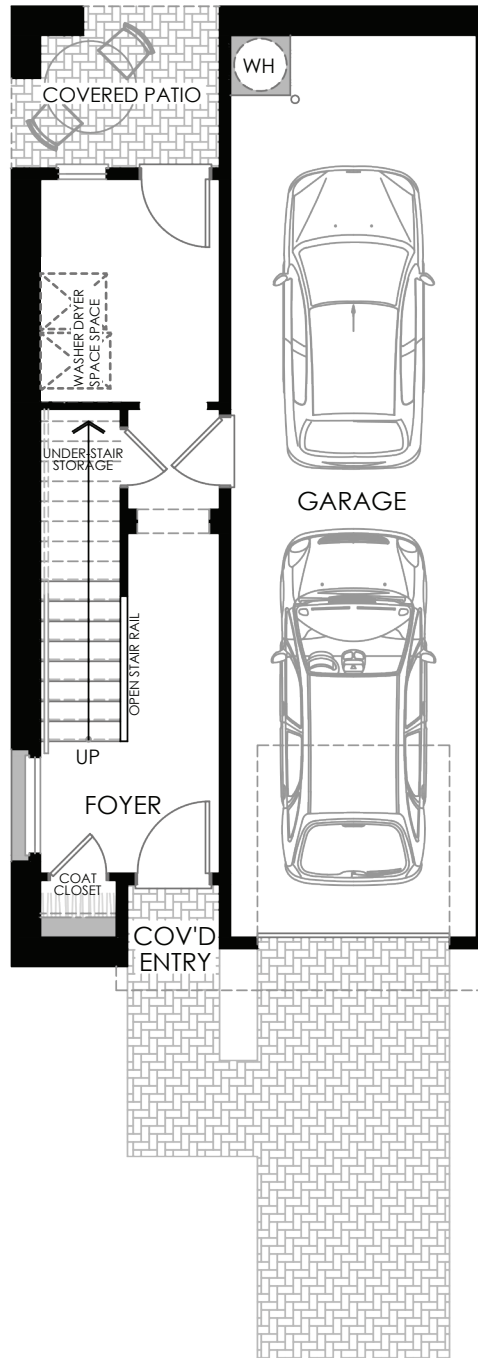 WH
COVERED PATIO
WASHER DRYER
SPACE SPACE
UNDER-STAIR
STORAGE
GARAGE
OPEN STAIR RAIL
UP
FOYER
COAT
CLOSET
COV'D
ENTRY